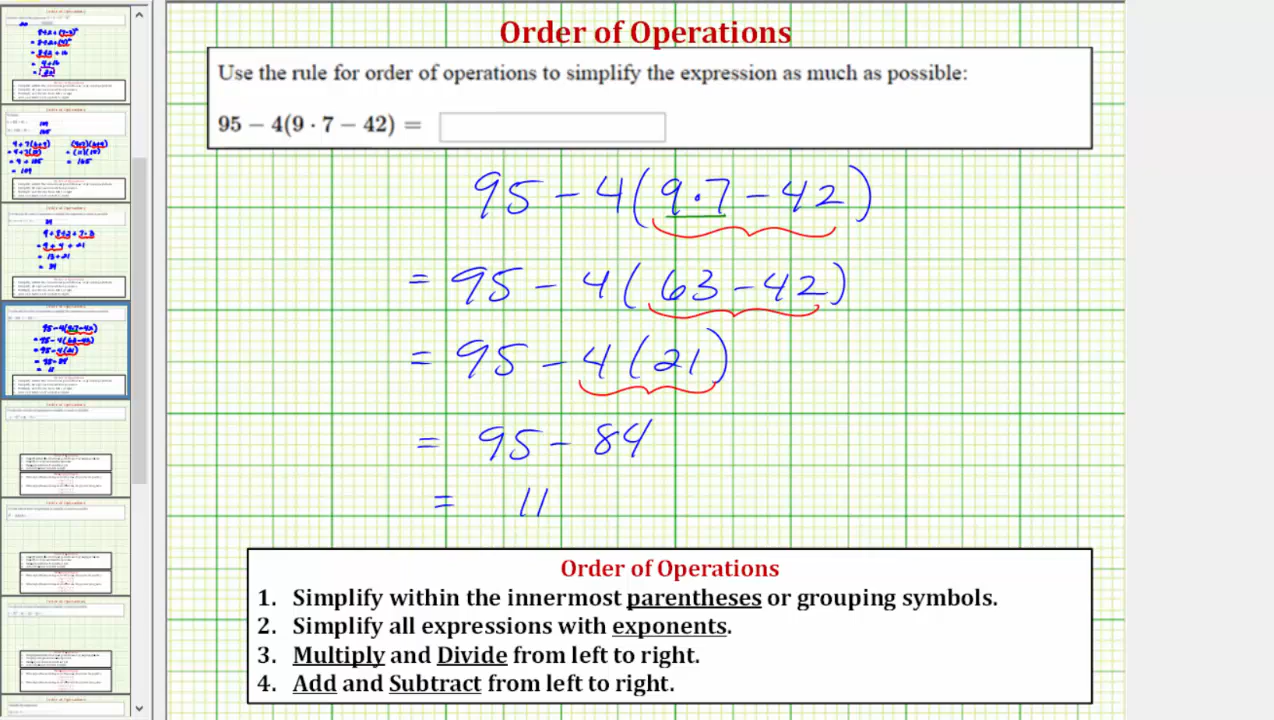 Order of Operations
Use the rule for order of operations to simplify the expression as much as possible:
95 − 4(9 · 7 − 42) =
95 − 4(9 · 7 − 42)
= 95 − 4(63 − 42)
= 95 − 4(21)
= 95 − 84
= 11
Order of Operations
1. Simplify within the innermost parentheses or grouping symbols.
2. Simplify all expressions with exponents.
3. Multiply and Divide from left to right.
4. Add and Subtract from left to right.